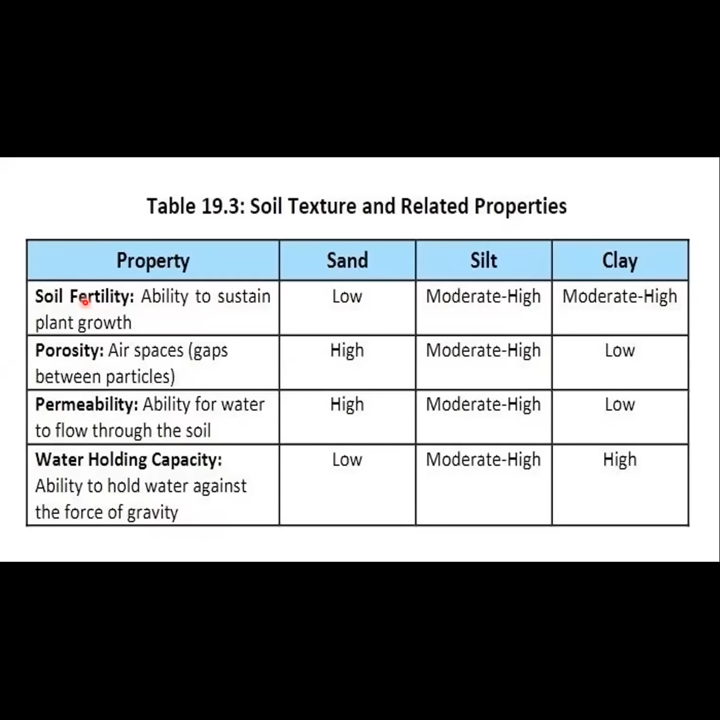 Table 19.3: Soil Texture and Related Properties
Property Sand Silt Clay
Soil Fertility: Ability to sustain Low Moderate-High Moderate-High
plant growth
Porosity: Air spaces (gaps High Moderate-High Low
between particles)
Permeability: Ability for water High Moderate-High Low
to flow through the soil
Water Holding Capacity: Low Moderate-High High
Ability to hold water against
the force of gravity